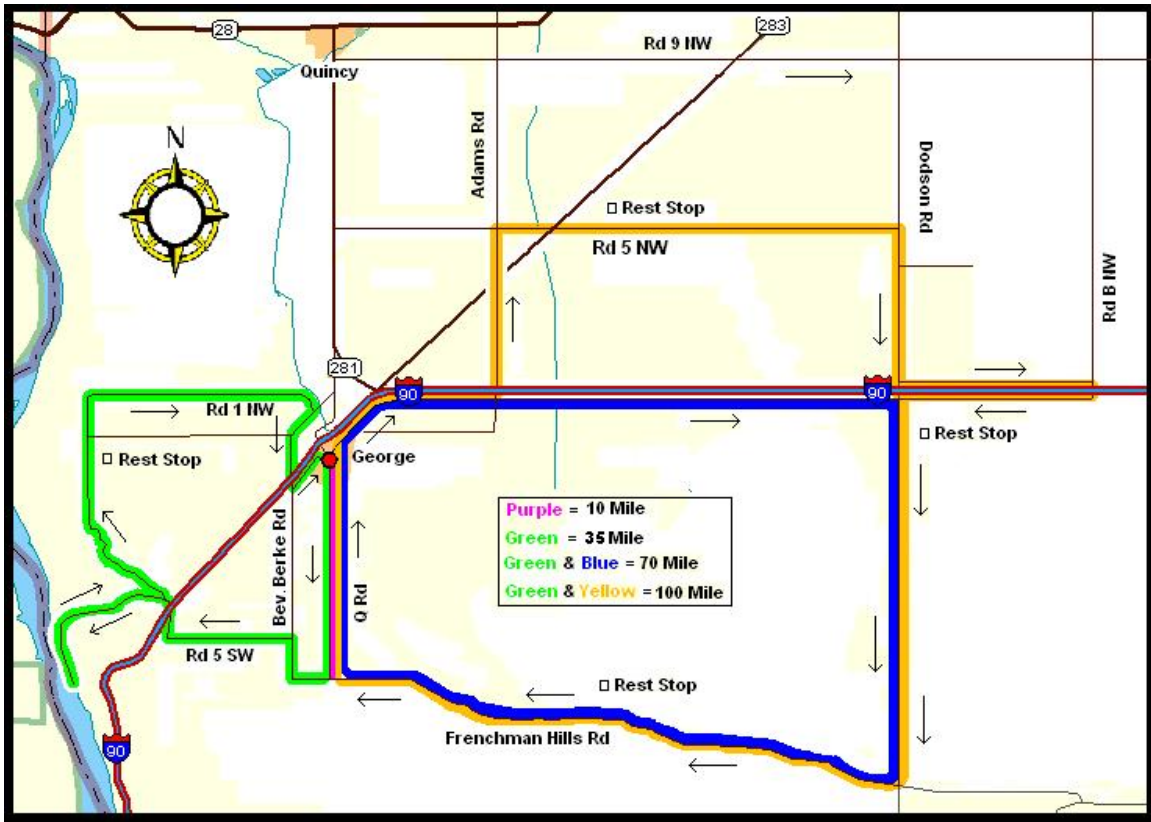 28
283
Rd 9 NW
Quincy
N
Adams Rd
Dodson Rd
Rest Stop
Rd 5 NW
Rd B NW
281
90
90
Rd 1 NW
Rest Stop
George
Rest Stop
Purple = 10 Mile
Green = 35 Mile
Green & Blue = 70 Mile
Green & Yellow = 100 Mile
Bev. Berke Rd
Q Rd
Rd 5 SW
Rest Stop
Frenchman Hills Rd
90